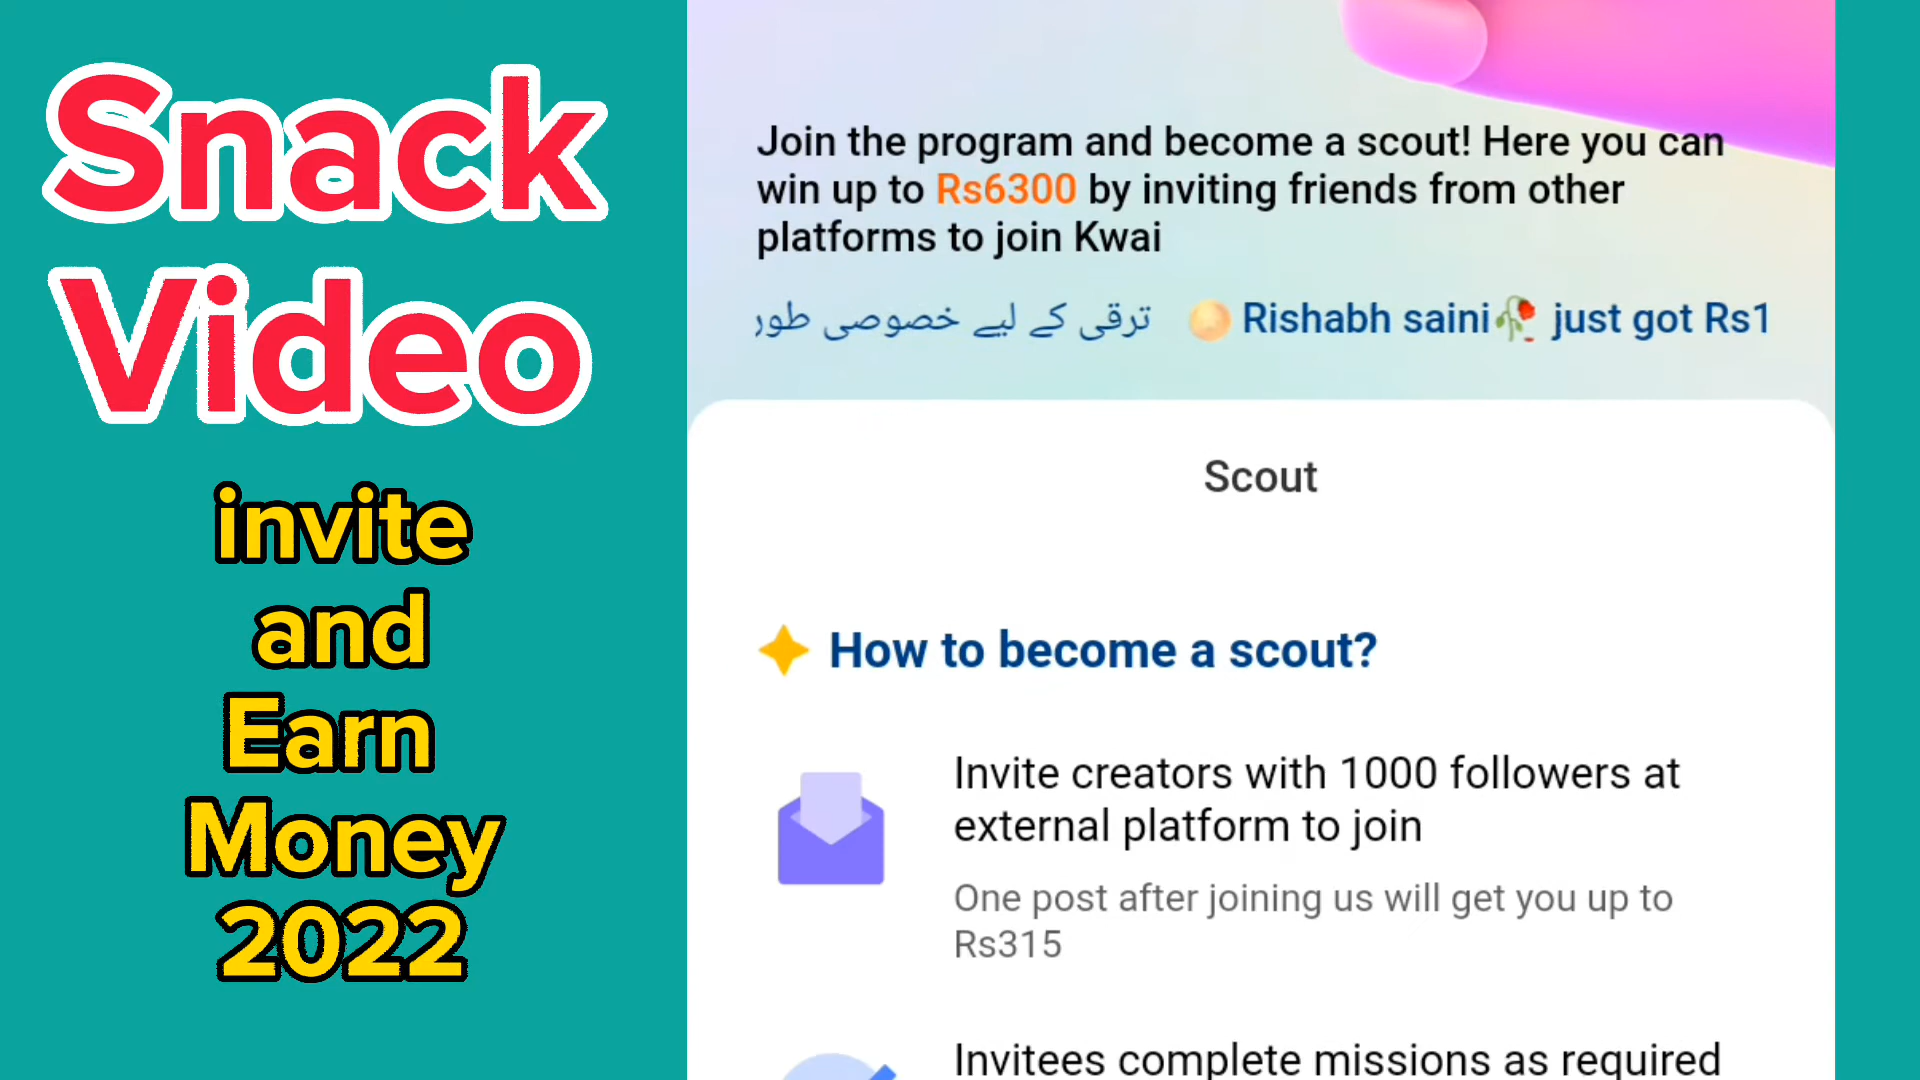 Snack
Video
invite
and
Earn
Money
2022
Join the program and become a scout! Here you can
win up to Rs6300 by inviting friends from other
platforms to join Kwai
ترقی کے لیے خصوصی طور
Rishabh saini🥀 just got Rs1
Scout
How to become a scout?
Invite creators with 1000 followers at
external platform to join
One post after joining us will get you up to
Rs315
Invitees complete missions as required